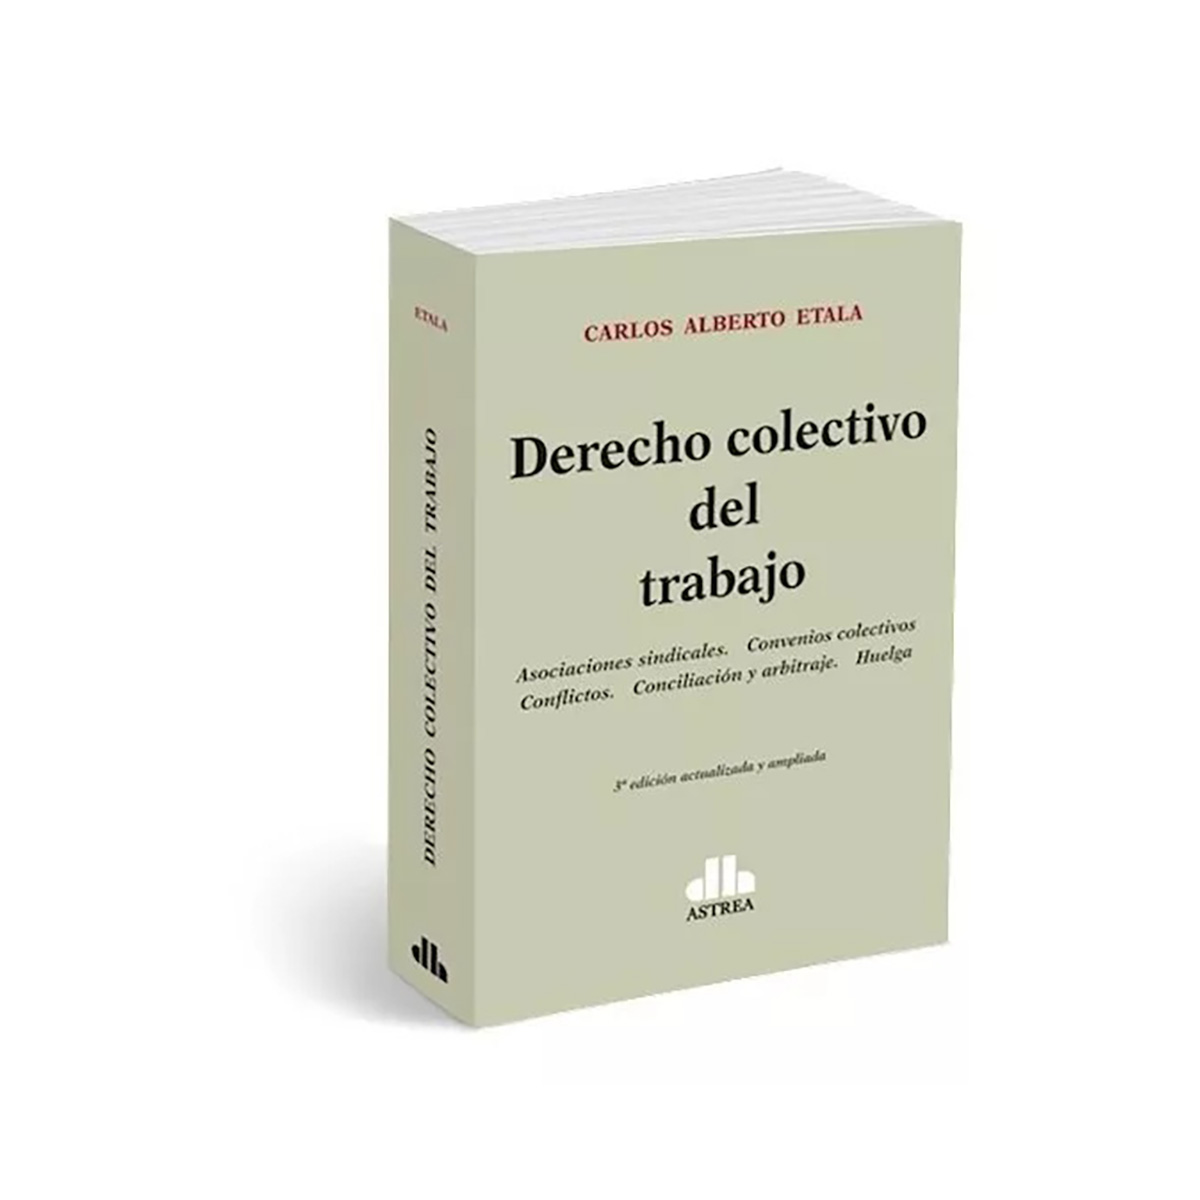 ETALA
DERECHO COLECTIVO DEL TRABAJO
CARLOS ALBERTO ETALA
Derecho colectivo
del
trabajo
Asociaciones sindicales. Convenios colectivos
Conflictos. Conciliación y arbitraje. Huelga
3ª edición actualizada y ampliada
ASTREA